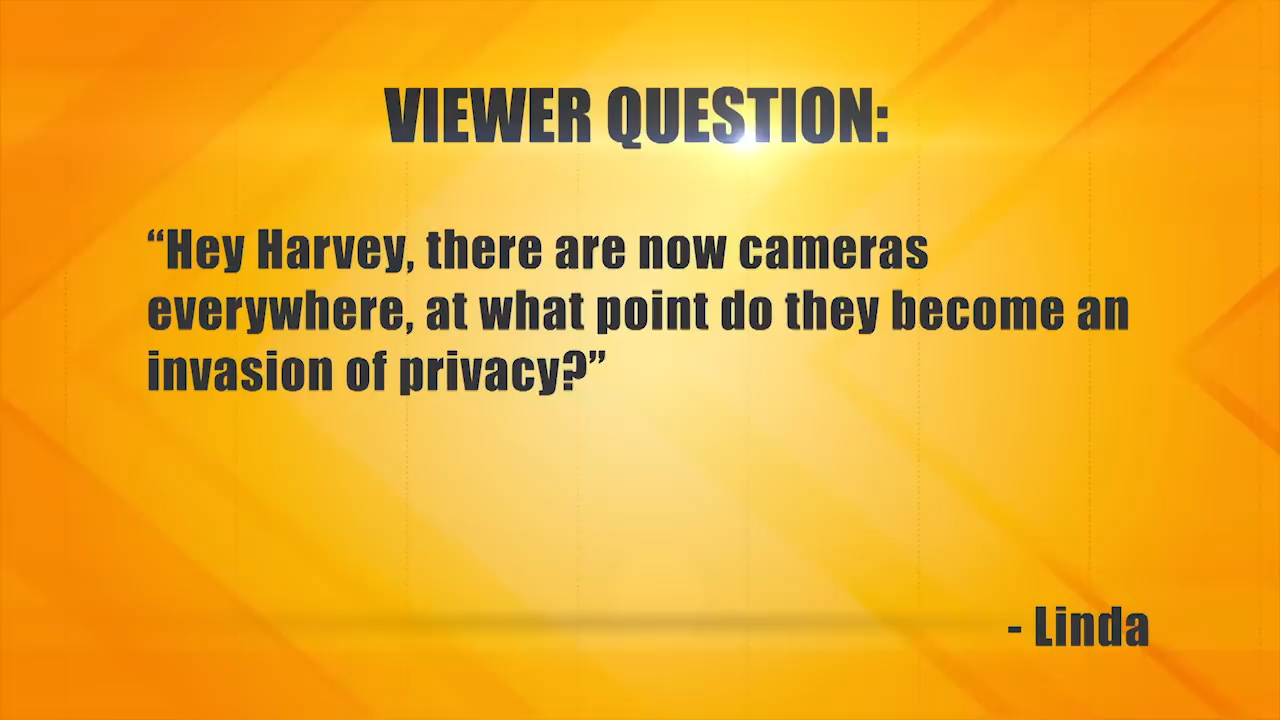 VIEWER QUESTION:
“Hey Harvey, there are now cameras
everywhere, at what point do they become an
invasion of privacy?”
- Linda